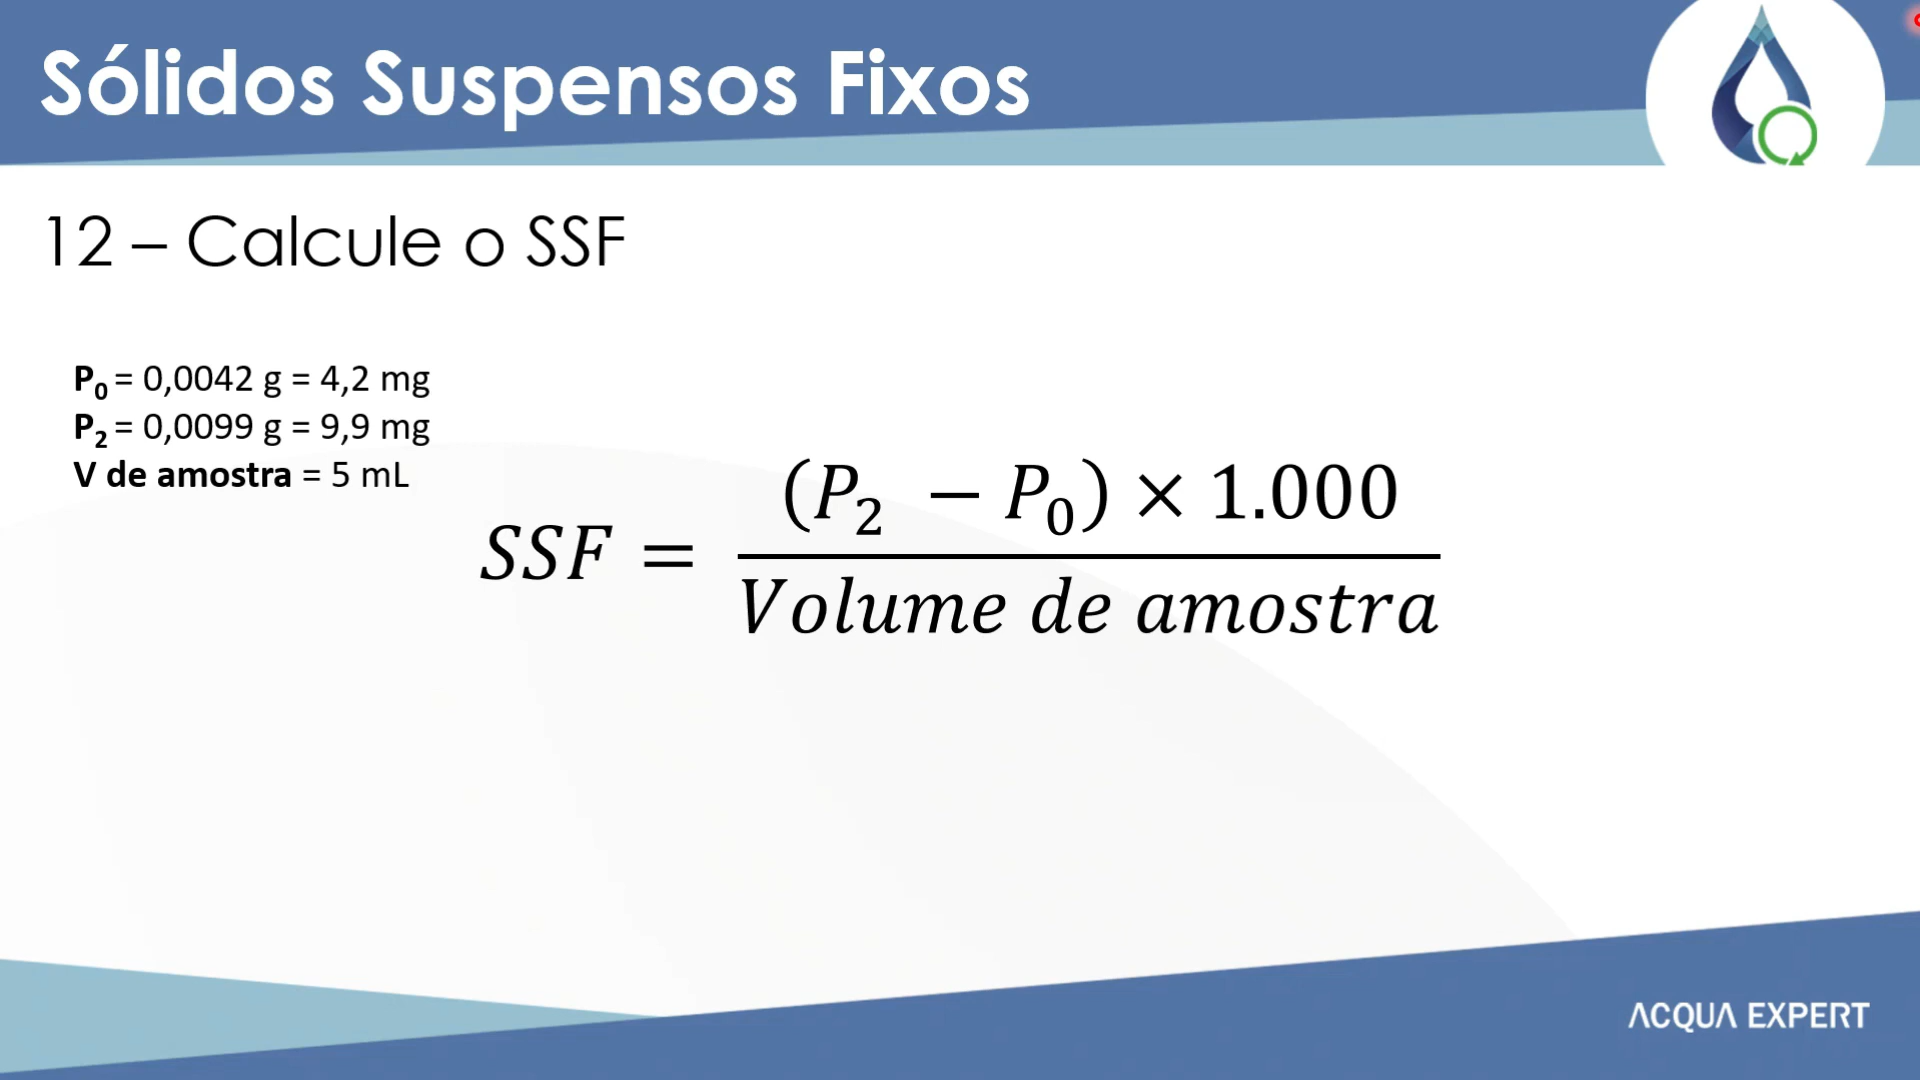 Sólidos Suspensos Fixos
12 – Calcule o SSF
P₀ = 0,0042 g = 4,2 mg
P₂ = 0,0099 g = 9,9 mg
V de amostra = 5 mL
SSF = (P₂ − P₀) × 1.000
Volume de amostra
ACQUA EXPERT